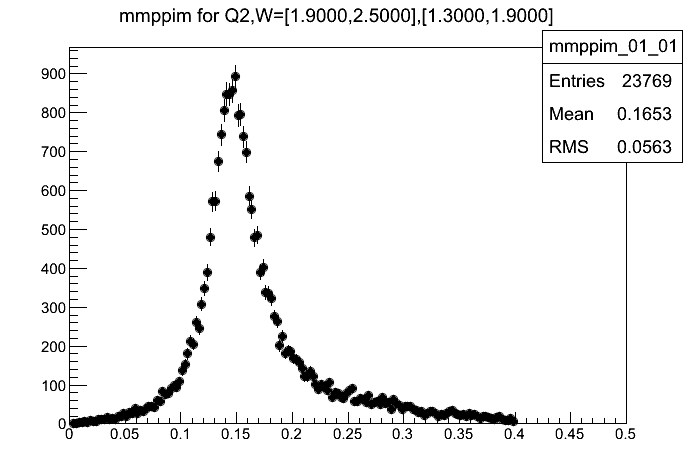 mmppim for Q2,W=[1.9000,2.5000],[1.3000,1.9000]
mmppim_01_01
Entries 23769
Mean 0.1653
RMS 0.0563
900
800
700
600
500
400
300
200
100
0
0 0.05 0.1 0.15 0.2 0.25 0.3 0.35 0.4 0.45 0.5